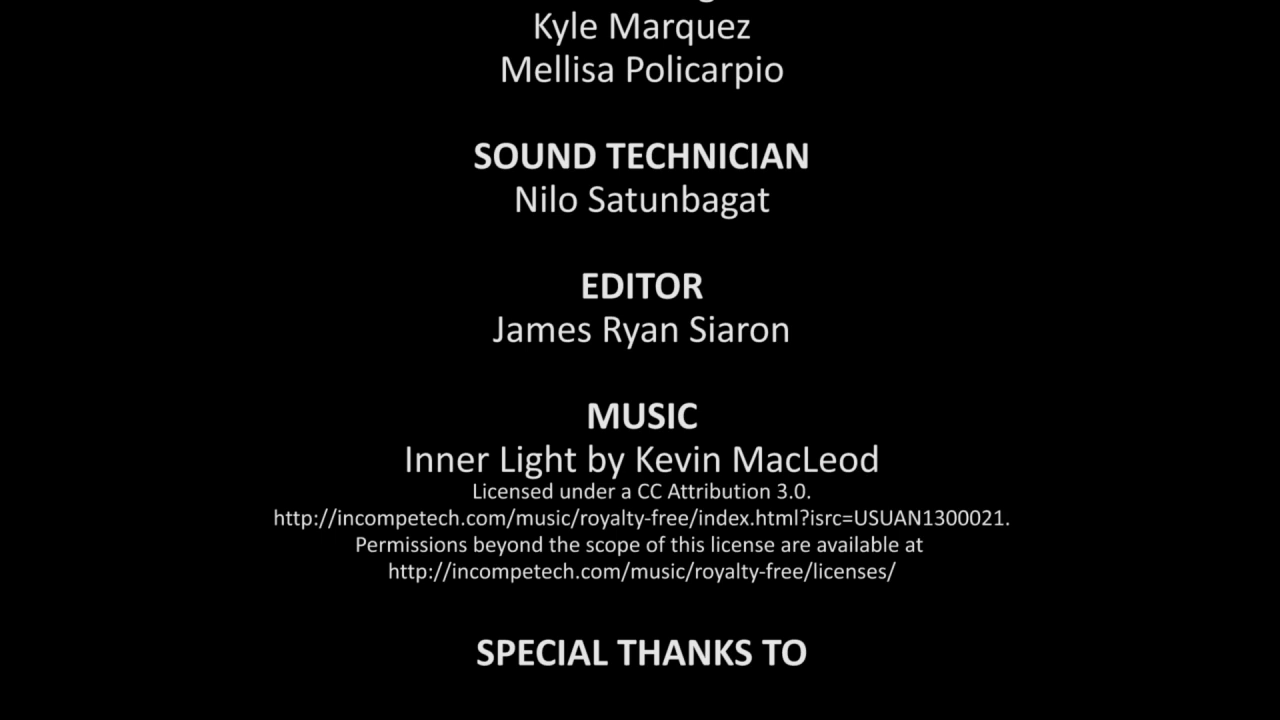 Kyle Marquez
Mellisa Policarpio
SOUND TECHNICIAN
Nilo Satunbagat
EDITOR
James Ryan Siaron
MUSIC
Inner Light by Kevin MacLeod
Licensed under a CC Attribution 3.0.
http://incompetech.com/music/royalty-free/index.html?isrc=USUAN1300021.
Permissions beyond the scope of this license are available at
http://incompetech.com/music/royalty-free/licenses/
SPECIAL THANKS TO